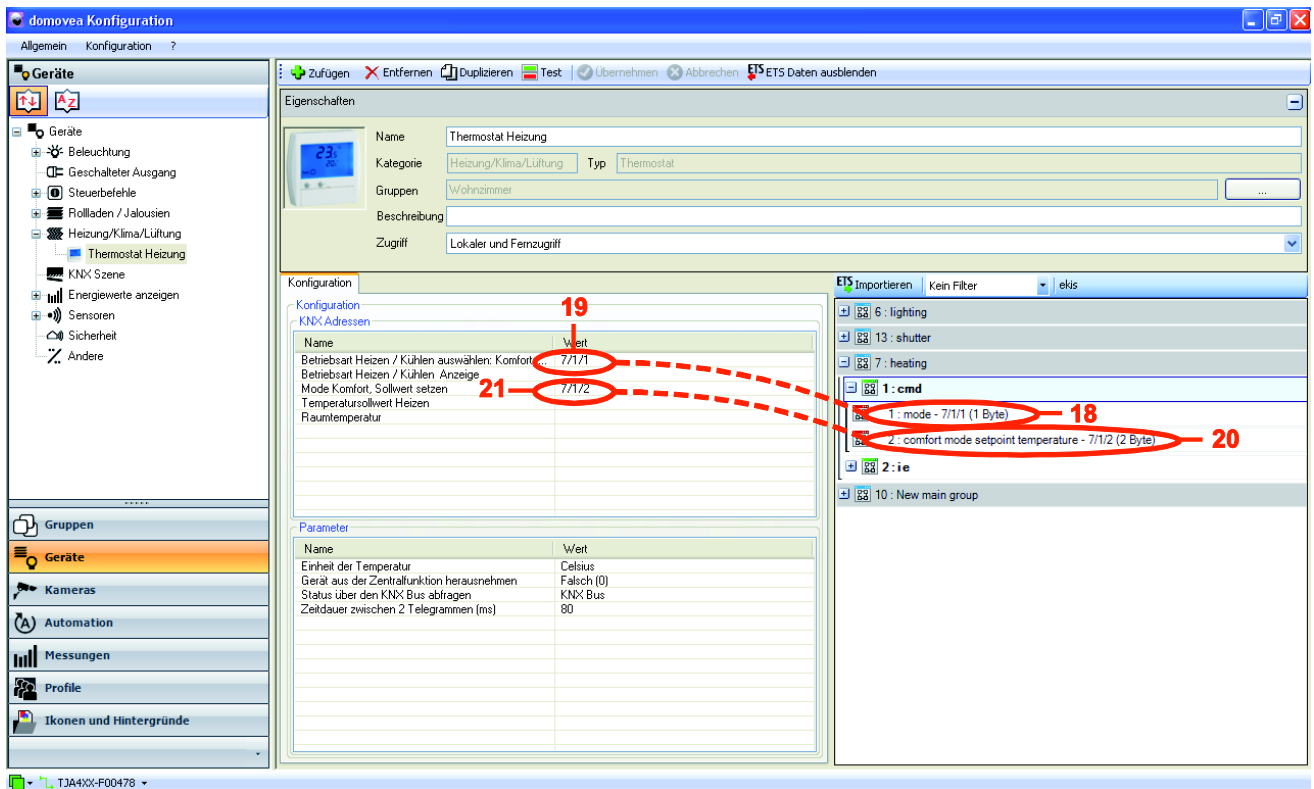 domovea Konfiguration
Allgemein Konfiguration ?
Geräte
Geräte
Beleuchtung
Geschalteter Ausgang
Steuerbefehle
Rollladen / Jalousien
Heizung/Klima/Lüftung
Thermostat Heizung
KNX Szene
Energiewerte anzeigen
Sensoren
Sicherheit
Andere
Gruppen
Geräte
Kameras
Automation
Messungen
Profile
Ikonen und Hintergründe
Zufügen Entfernen Duplizieren Test Übernehmen Abbrechen ETS ETS Daten ausblenden
Eigenschaften
Name Thermostat Heizung
Kategorie Heizung/Klima/Lüftung Typ Thermostat
Gruppen Wohnzimmer ...
Beschreibung
Zugriff Lokaler und Fernzugriff
Konfiguration
Konfiguration
KNX Adressen
19
Name Wert
Betriebsart Heizen / Kühlen auswählen: Komfort, ... 7/1/1
Betriebsart Heizen / Kühlen Anzeige
Mode Komfort, Sollwert setzen 21 7/1/2
Temperatursollwert Heizen
Raumtemperatur
Parameter
Name Wert
Einheit der Temperatur Celsius
Gerät aus der Zentralfunktion herausnehmen Falsch (0)
Status über den KNX Bus abfragen KNX Bus
Zeitdauer zwischen 2 Telegrammen (ms) 80
ETS Importieren Kein Filter ekis
6 : lighting
13 : shutter
7 : heating
1 : cmd
1 : mode - 7/1/1 (1 Byte) 18
2 : comfort mode setpoint temperature - 7/1/2 (2 Byte) 20
2 : ie
10 : New main group
TJA4XX-F00478